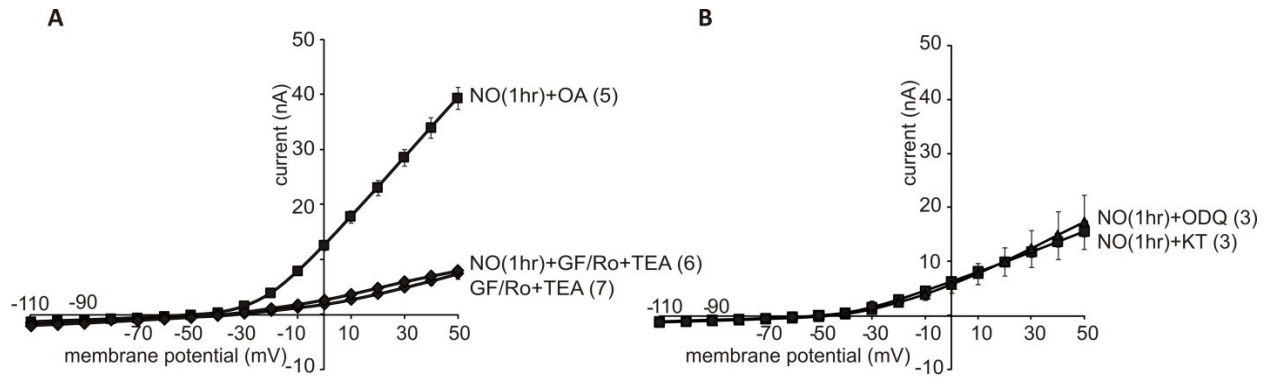 A
50
40
30
20
10
-10
current (nA)
-110 -90
-70 -50 -30 -10 10 30 50
membrane potential (mV)
NO(1hr)+OA (5)
NO(1hr)+GF/Ro+TEA (6)
GF/Ro+TEA (7)
B
50
40
30
20
10
-10
current (nA)
-110 -90
-70 -50 -30 -10 10 30 50
membrane potential (mV)
NO(1hr)+ODQ (3)
NO(1hr)+KT (3)